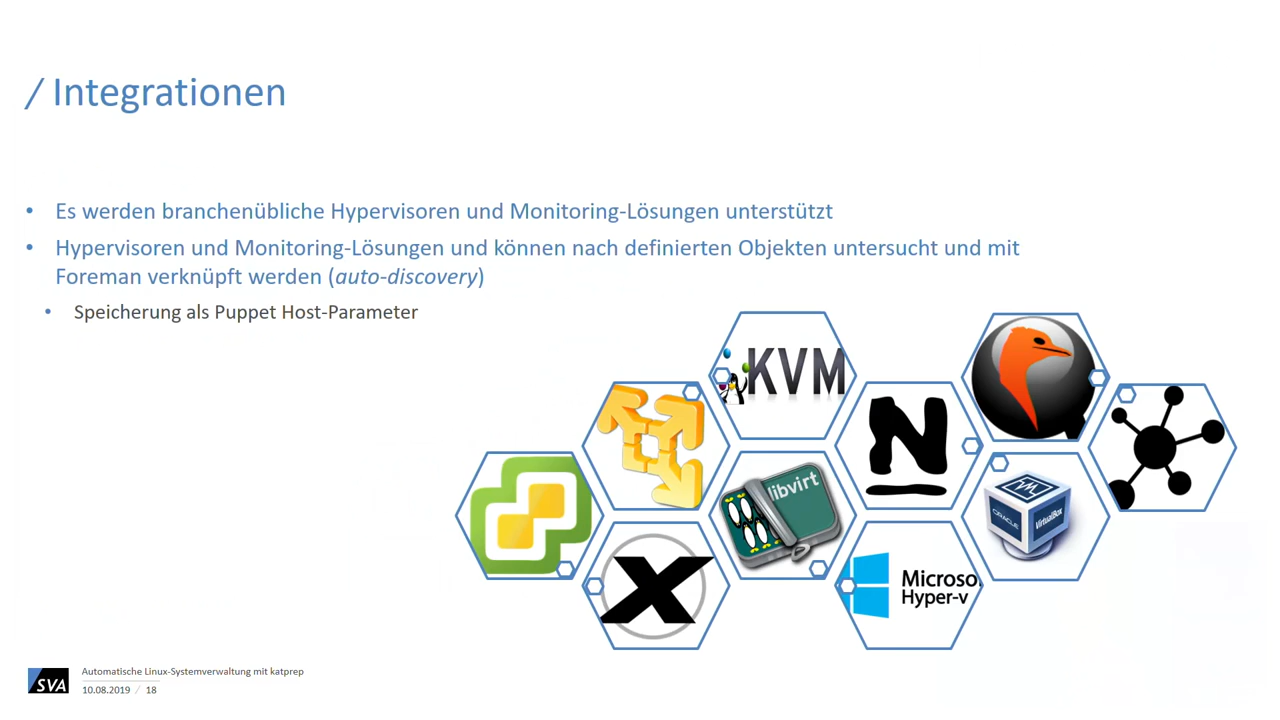 / Integrationen
• Es werden branchenübliche Hypervisoren und Monitoring-Lösungen unterstützt
• Hypervisoren und Monitoring-Lösungen und können nach definierten Objekten untersucht und mit
Foreman verknüpft werden (auto-discovery)
• Speicherung als Puppet Host-Parameter
KVM
N
libvirt
ORACLE
VirtualBox
X
Microso
Hyper-v
SVA
Automatische Linux-Systemverwaltung mit katprep
10.08.2019 / 18